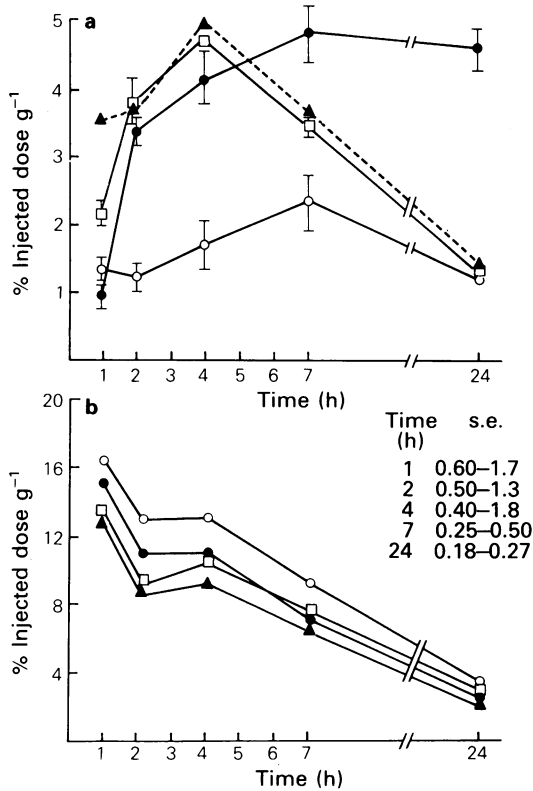 a
5
4
3
2
1
% Injected dose g⁻¹
1 2 3 4 5 6 7 24
Time (h)
b
20
16
12
8
4
% Injected dose g⁻¹
Time s.e.
(h)
1 0.60–1.7
2 0.50–1.3
4 0.40–1.8
7 0.25–0.50
24 0.18–0.27
1 2 3 4 5 6 7 24
Time (h)